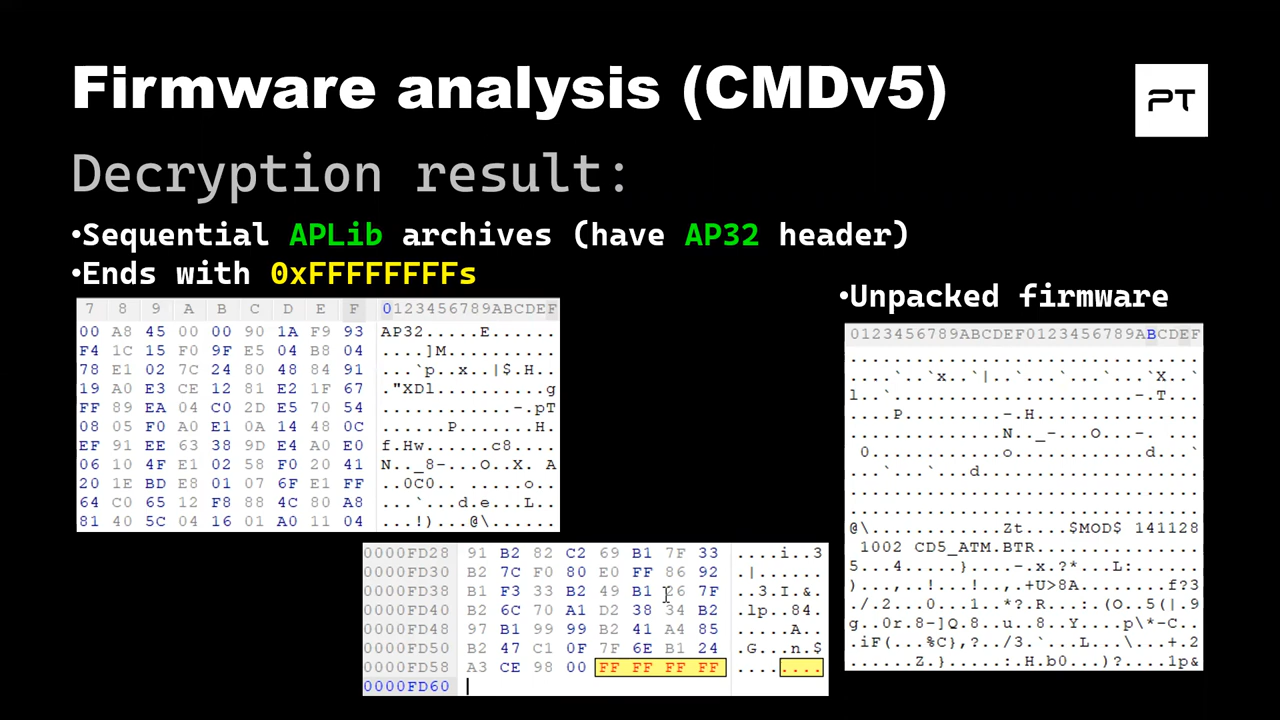 Firmware analysis (CMDv5)
PT
Decryption result:
•Sequential APLib archives (have AP32 header)
•Ends with 0xFFFFFFFFs
•Unpacked firmware
7 8 9 A B C D E F 0123456789ABCDEF
00 A8 45 00 00 90 1A F9 93 AP32.....E......
F4 1C 15 F0 9F E5 04 B8 04 ....]M..........
78 E1 02 7C 24 80 48 84 91 ...`p..x..|$.H..
19 A0 E3 CE 12 81 E2 1F 67 ."XDl..........g
FF 89 EA 04 C0 2D E5 70 54 ............-.pT
08 05 F0 A0 E1 0A 14 48 0C .......P.......H.
EF 91 EE 63 38 9D E4 A0 E0 f.Hw......c8....
06 10 4F E1 02 58 F0 20 41 N.._8-...O..X. A
20 1E BD E8 01 07 6F E1 FF ..0C0.. .....o..
64 C0 65 12 F8 88 4C 80 A8 ...`...d.e...L..
81 40 5C 04 16 01 A0 11 04 ...!)...@\......
0000FD28 91 B2 82 C2 69 B1 7F 33 ....i..3
0000FD30 B2 7C F0 80 E0 FF 86 92 .|......
0000FD38 B1 F3 33 B2 49 B1 26 7F ..3.I.&.
0000FD40 B2 6C 70 A1 D2 38 34 B2 .lp..84.
0000FD48 97 B1 99 99 B2 41 A4 85 .....A..
0000FD50 B2 47 C1 0F 7F 6E B1 24 .G...n.$
0000FD58 A3 CE 98 00 FF FF FF FF ........
0000FD60
0123456789ABCDEF0123456789ABCDEF
@\..............Zt....$MOD$ 141128
1002 CD5_ATM.BTR